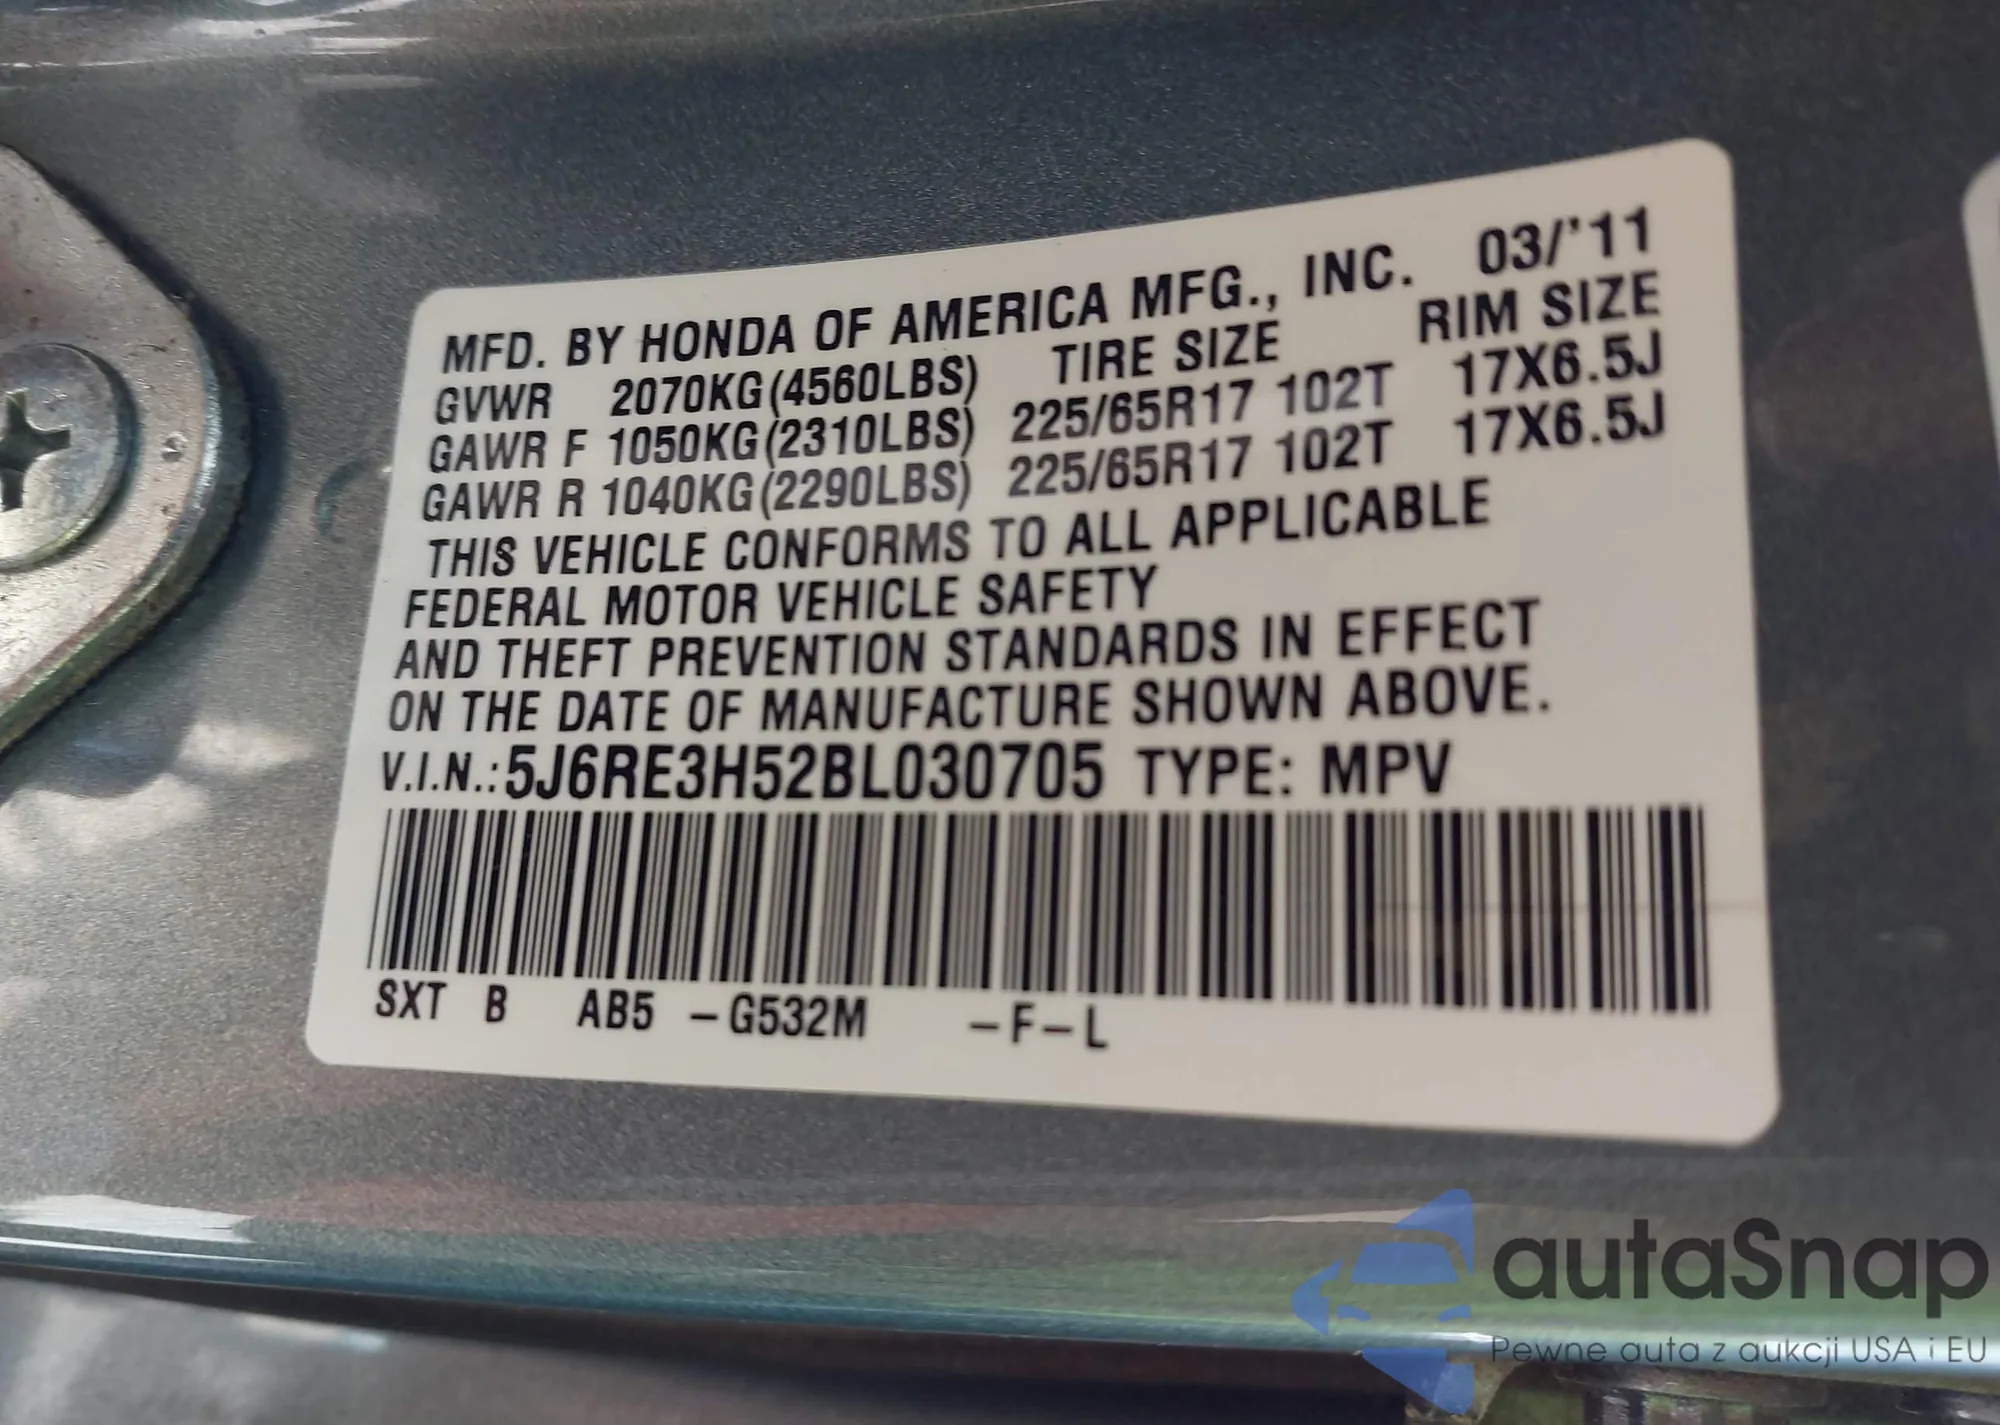 MFD. BY HONDA OF AMERICA MFG., INC. 03/'11
GVWR 2070KG(4560LBS) TIRE SIZE RIM SIZE
GAWR F 1050KG(2310LBS) 225/65R17 102T 17X6.5J
GAWR R 1040KG(2290LBS) 225/65R17 102T 17X6.5J
THIS VEHICLE CONFORMS TO ALL APPLICABLE
FEDERAL MOTOR VEHICLE SAFETY
AND THEFT PREVENTION STANDARDS IN EFFECT
ON THE DATE OF MANUFACTURE SHOWN ABOVE.
V.I.N.:5J6RE3H52BL030705 TYPE: MPV
SXT B AB5 -G532M -F-L
autaSnap
Pewne auta z aukcji USA i EU